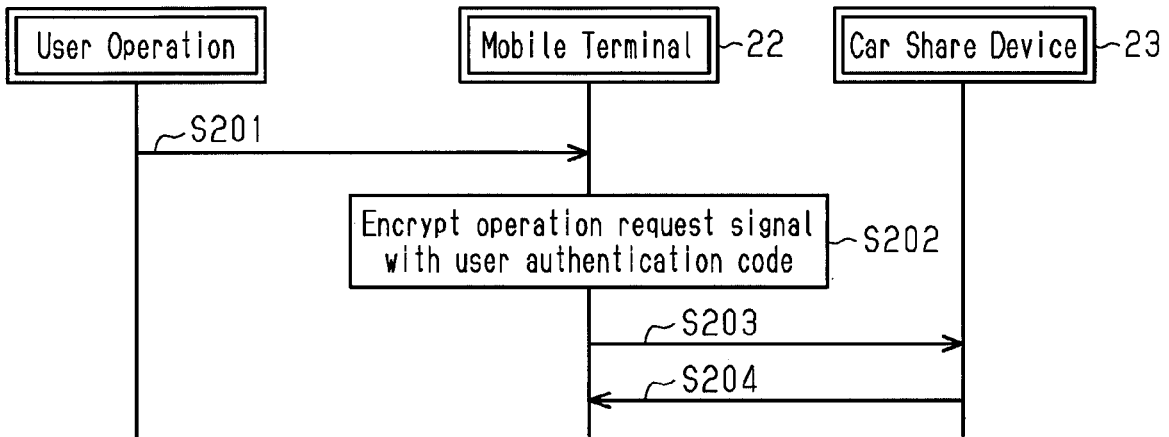 User Operation
Mobile Terminal
22
Car Share Device
23
S201
Encrypt operation request signal
with user authentication code
S202
S203
S204